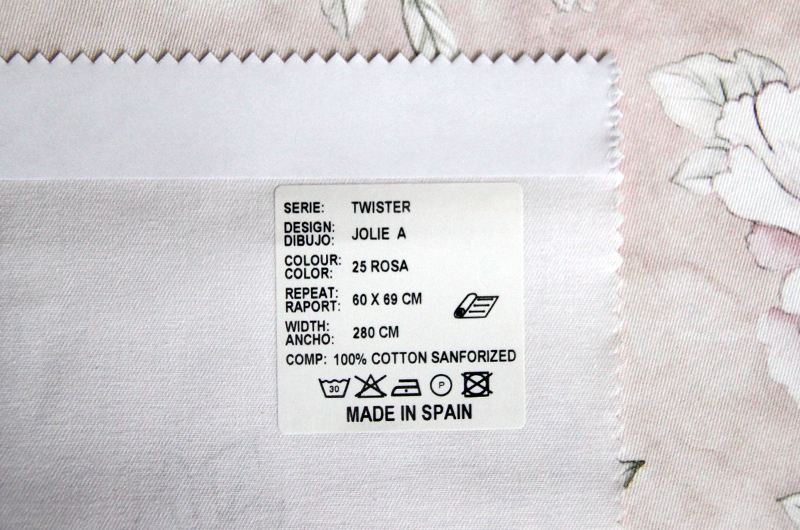 SERIE: TWISTER
DESIGN:
DIBUJO: JOLIE A
COLOUR:
COLOR: 25 ROSA
REPEAT:
RAPORT: 60 X 69 CM
WIDTH:
ANCHO: 280 CM
COMP: 100% COTTON SANFORIZED
30 P
MADE IN SPAIN